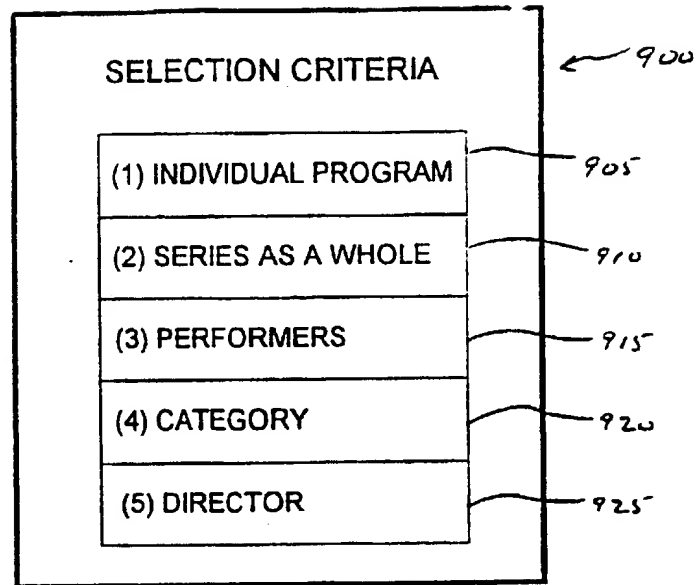 SELECTION CRITERIA
900
(1) INDIVIDUAL PROGRAM
905
(2) SERIES AS A WHOLE
910
(3) PERFORMERS
915
(4) CATEGORY
920
(5) DIRECTOR
925